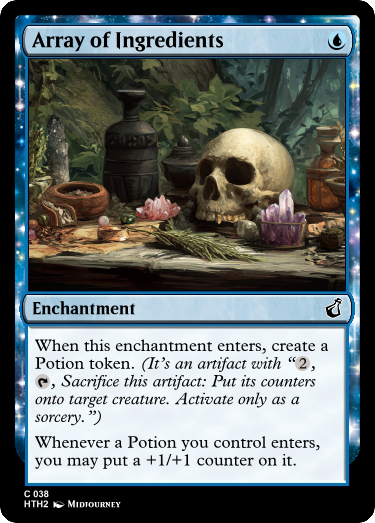 Array of Ingredients
Enchantment
When this enchantment enters, create a
Potion token. (It's an artifact with “2,
T, Sacrifice this artifact: Put its counters
onto target creature. Activate only as a
sorcery.”)
Whenever a Potion you control enters,
you may put a +1/+1 counter on it.
C 038
HTH2 Midjourney